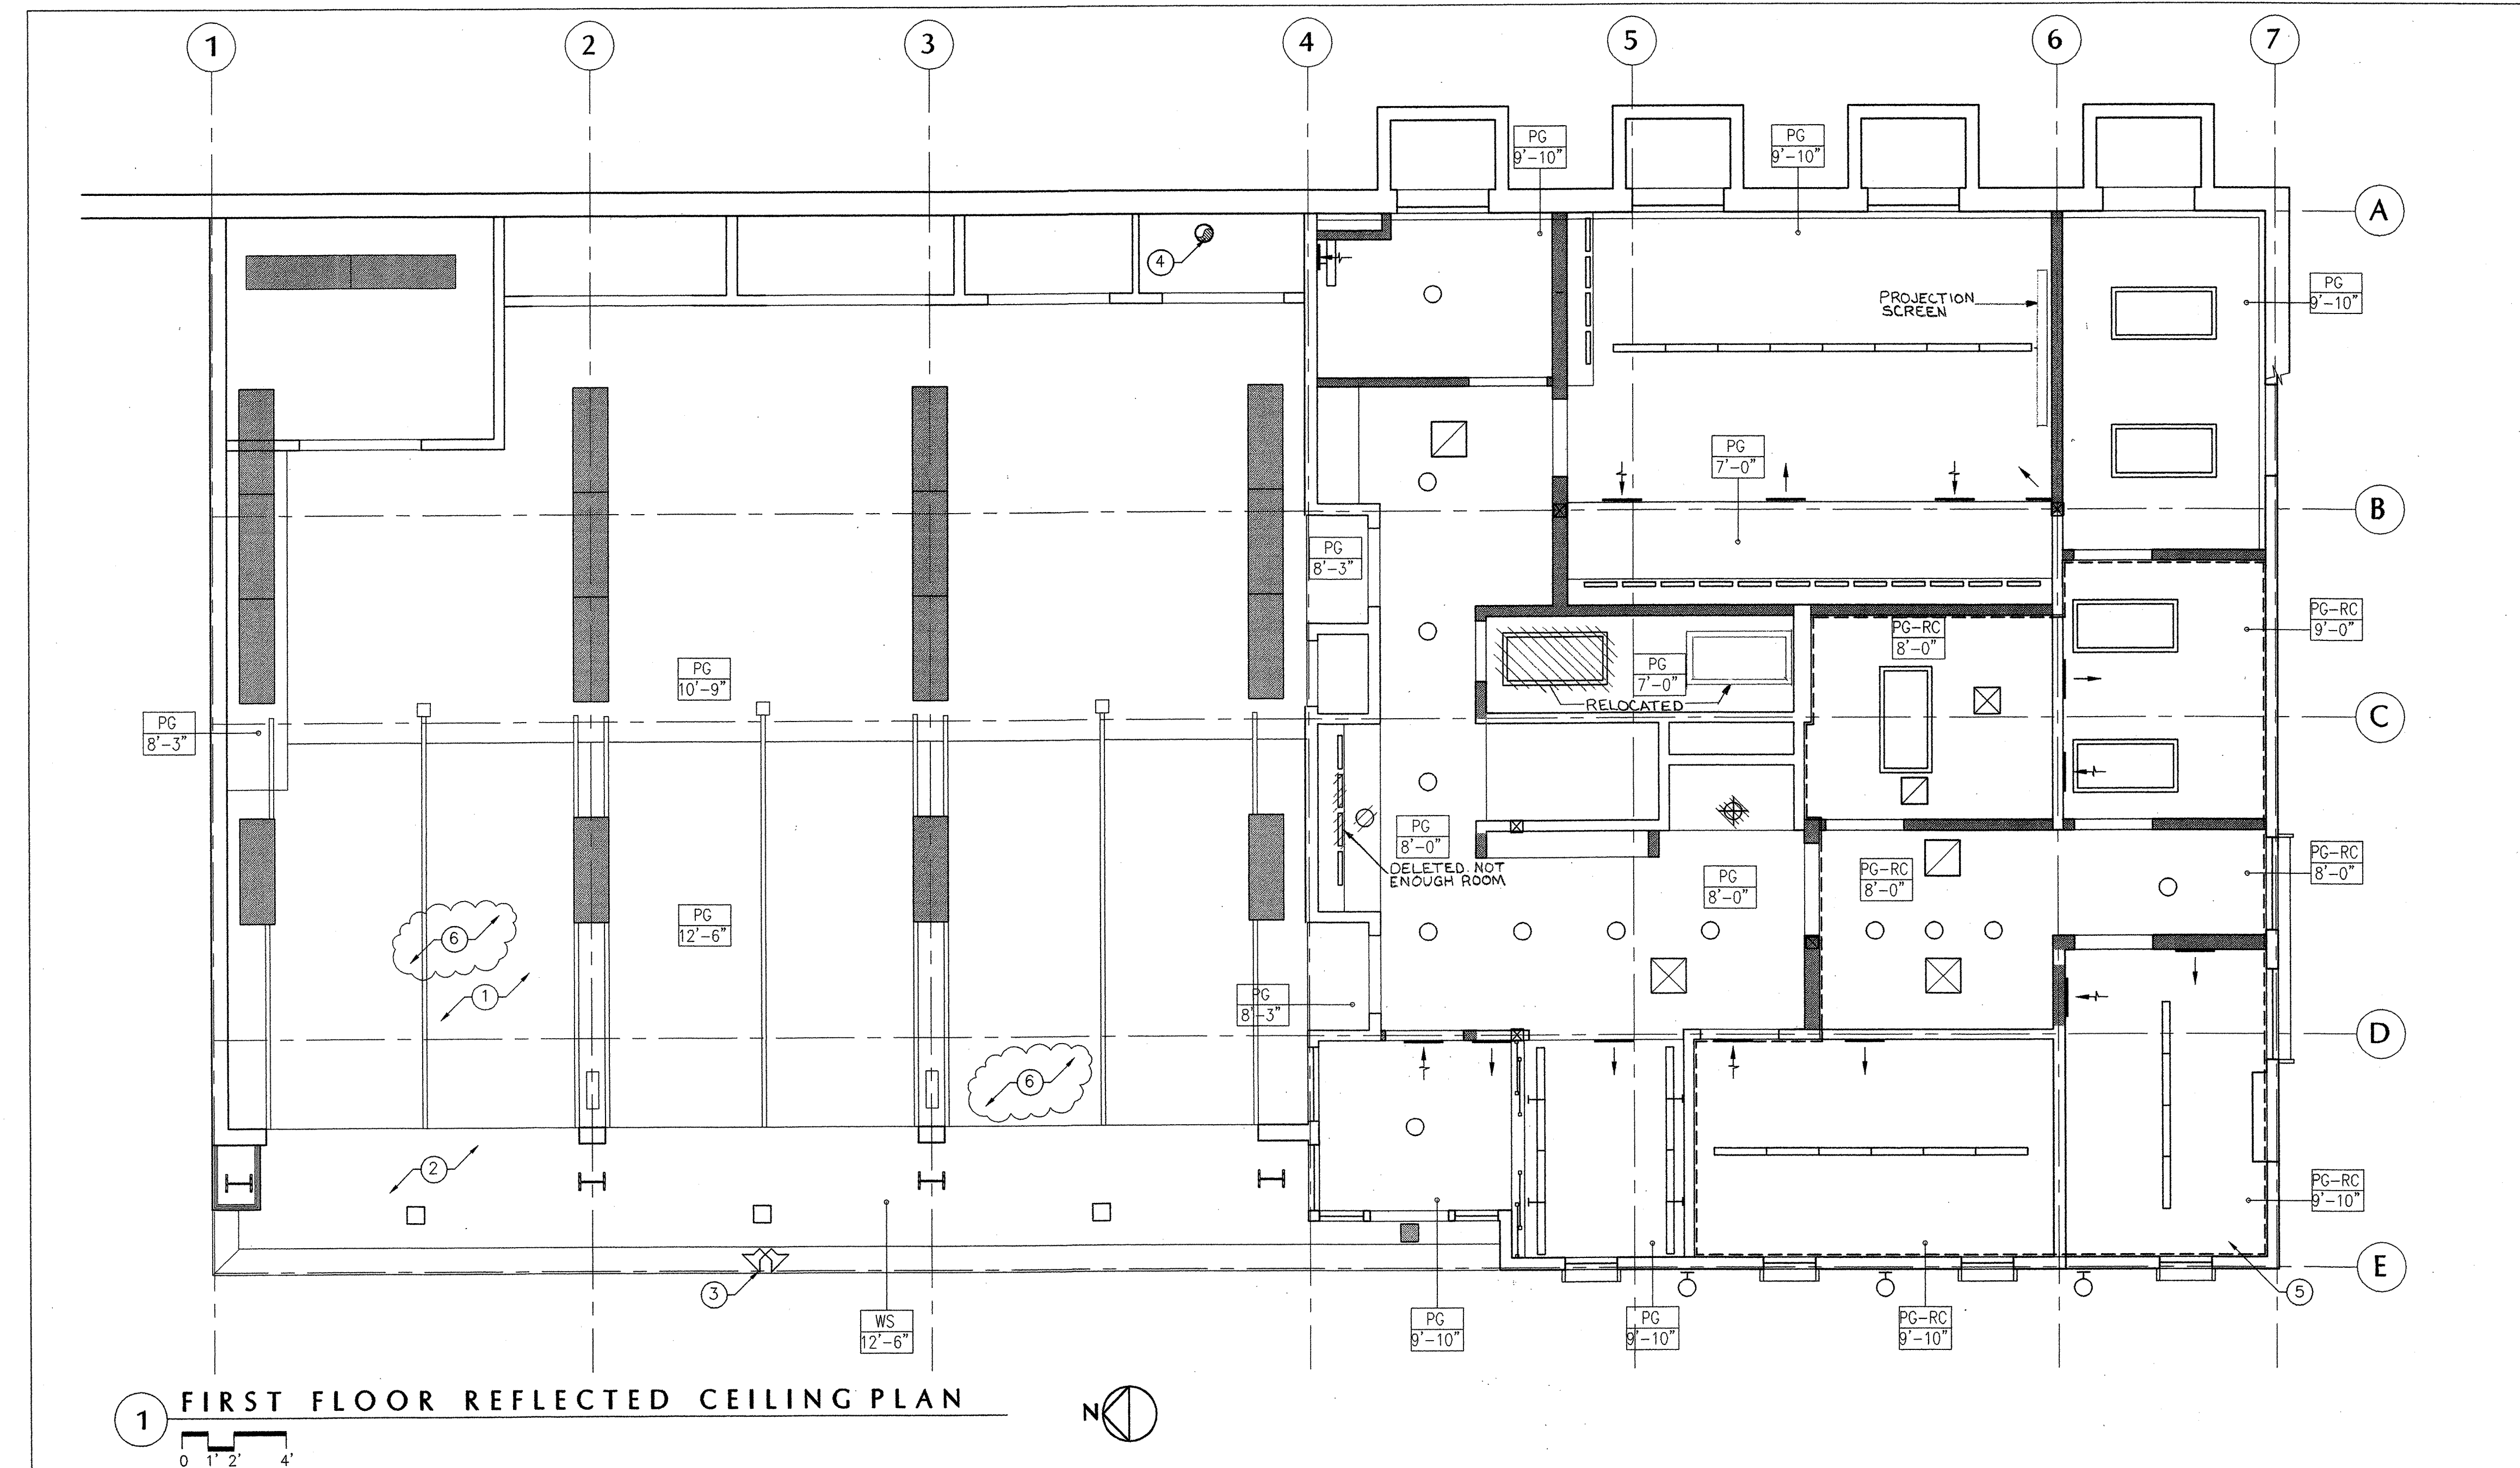 1
2
3
4
5
6
7
PG
9'-10"
PG
9'-10"
A
4
PROJECTION
SCREEN
PG
9'-10"
PG
7'-0"
B
PG
8'-3"
PG-RC
9'-0"
PG-RC
8'-0"
PG
10'-9"
PG
7'-0"
RELOCATED
PG
8'-3"
C
PG
8'-0"
DELETED. NOT
ENOUGH ROOM
PG
8'-0"
PG-RC
8'-0"
PG-RC
8'-0"
6
PG
12'-6"
1
PG
8'-3"
D
6
2
PG-RC
9'-10"
E
3
5
WS
12'-6"
PG
9'-10"
PG
9'-10"
PG-RC
9'-10"
1
FIRST FLOOR REFLECTED CEILING PLAN
N
0 1' 2' 4'